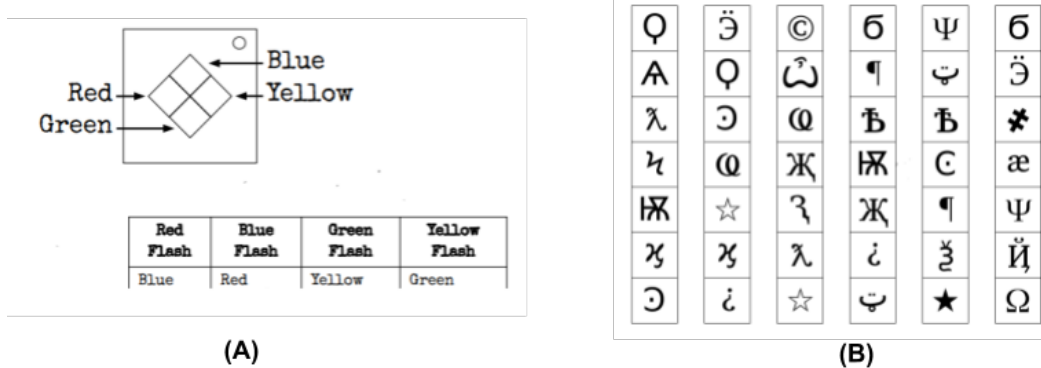 Blue
Red
Yellow
Green
Red Flash Blue Flash Green Flash Yellow Flash
Blue Red Yellow Green
(A)
Ϙ Ӭ © Ϭ Ψ Ϭ
Ѧ Ϙ Ѽ ¶ ټ Ӭ
ƛ Ͽ Ҩ Ѣ Ѣ ҂
Ϟ Ҩ Җ Ѭ Ͼ æ
Ѭ ☆ Ԇ Җ ¶ Ψ
ϗ ϗ ƛ ¿ Ѯ Ҋ
Ͽ ¿ ☆ ټ ★ Ω
(B)